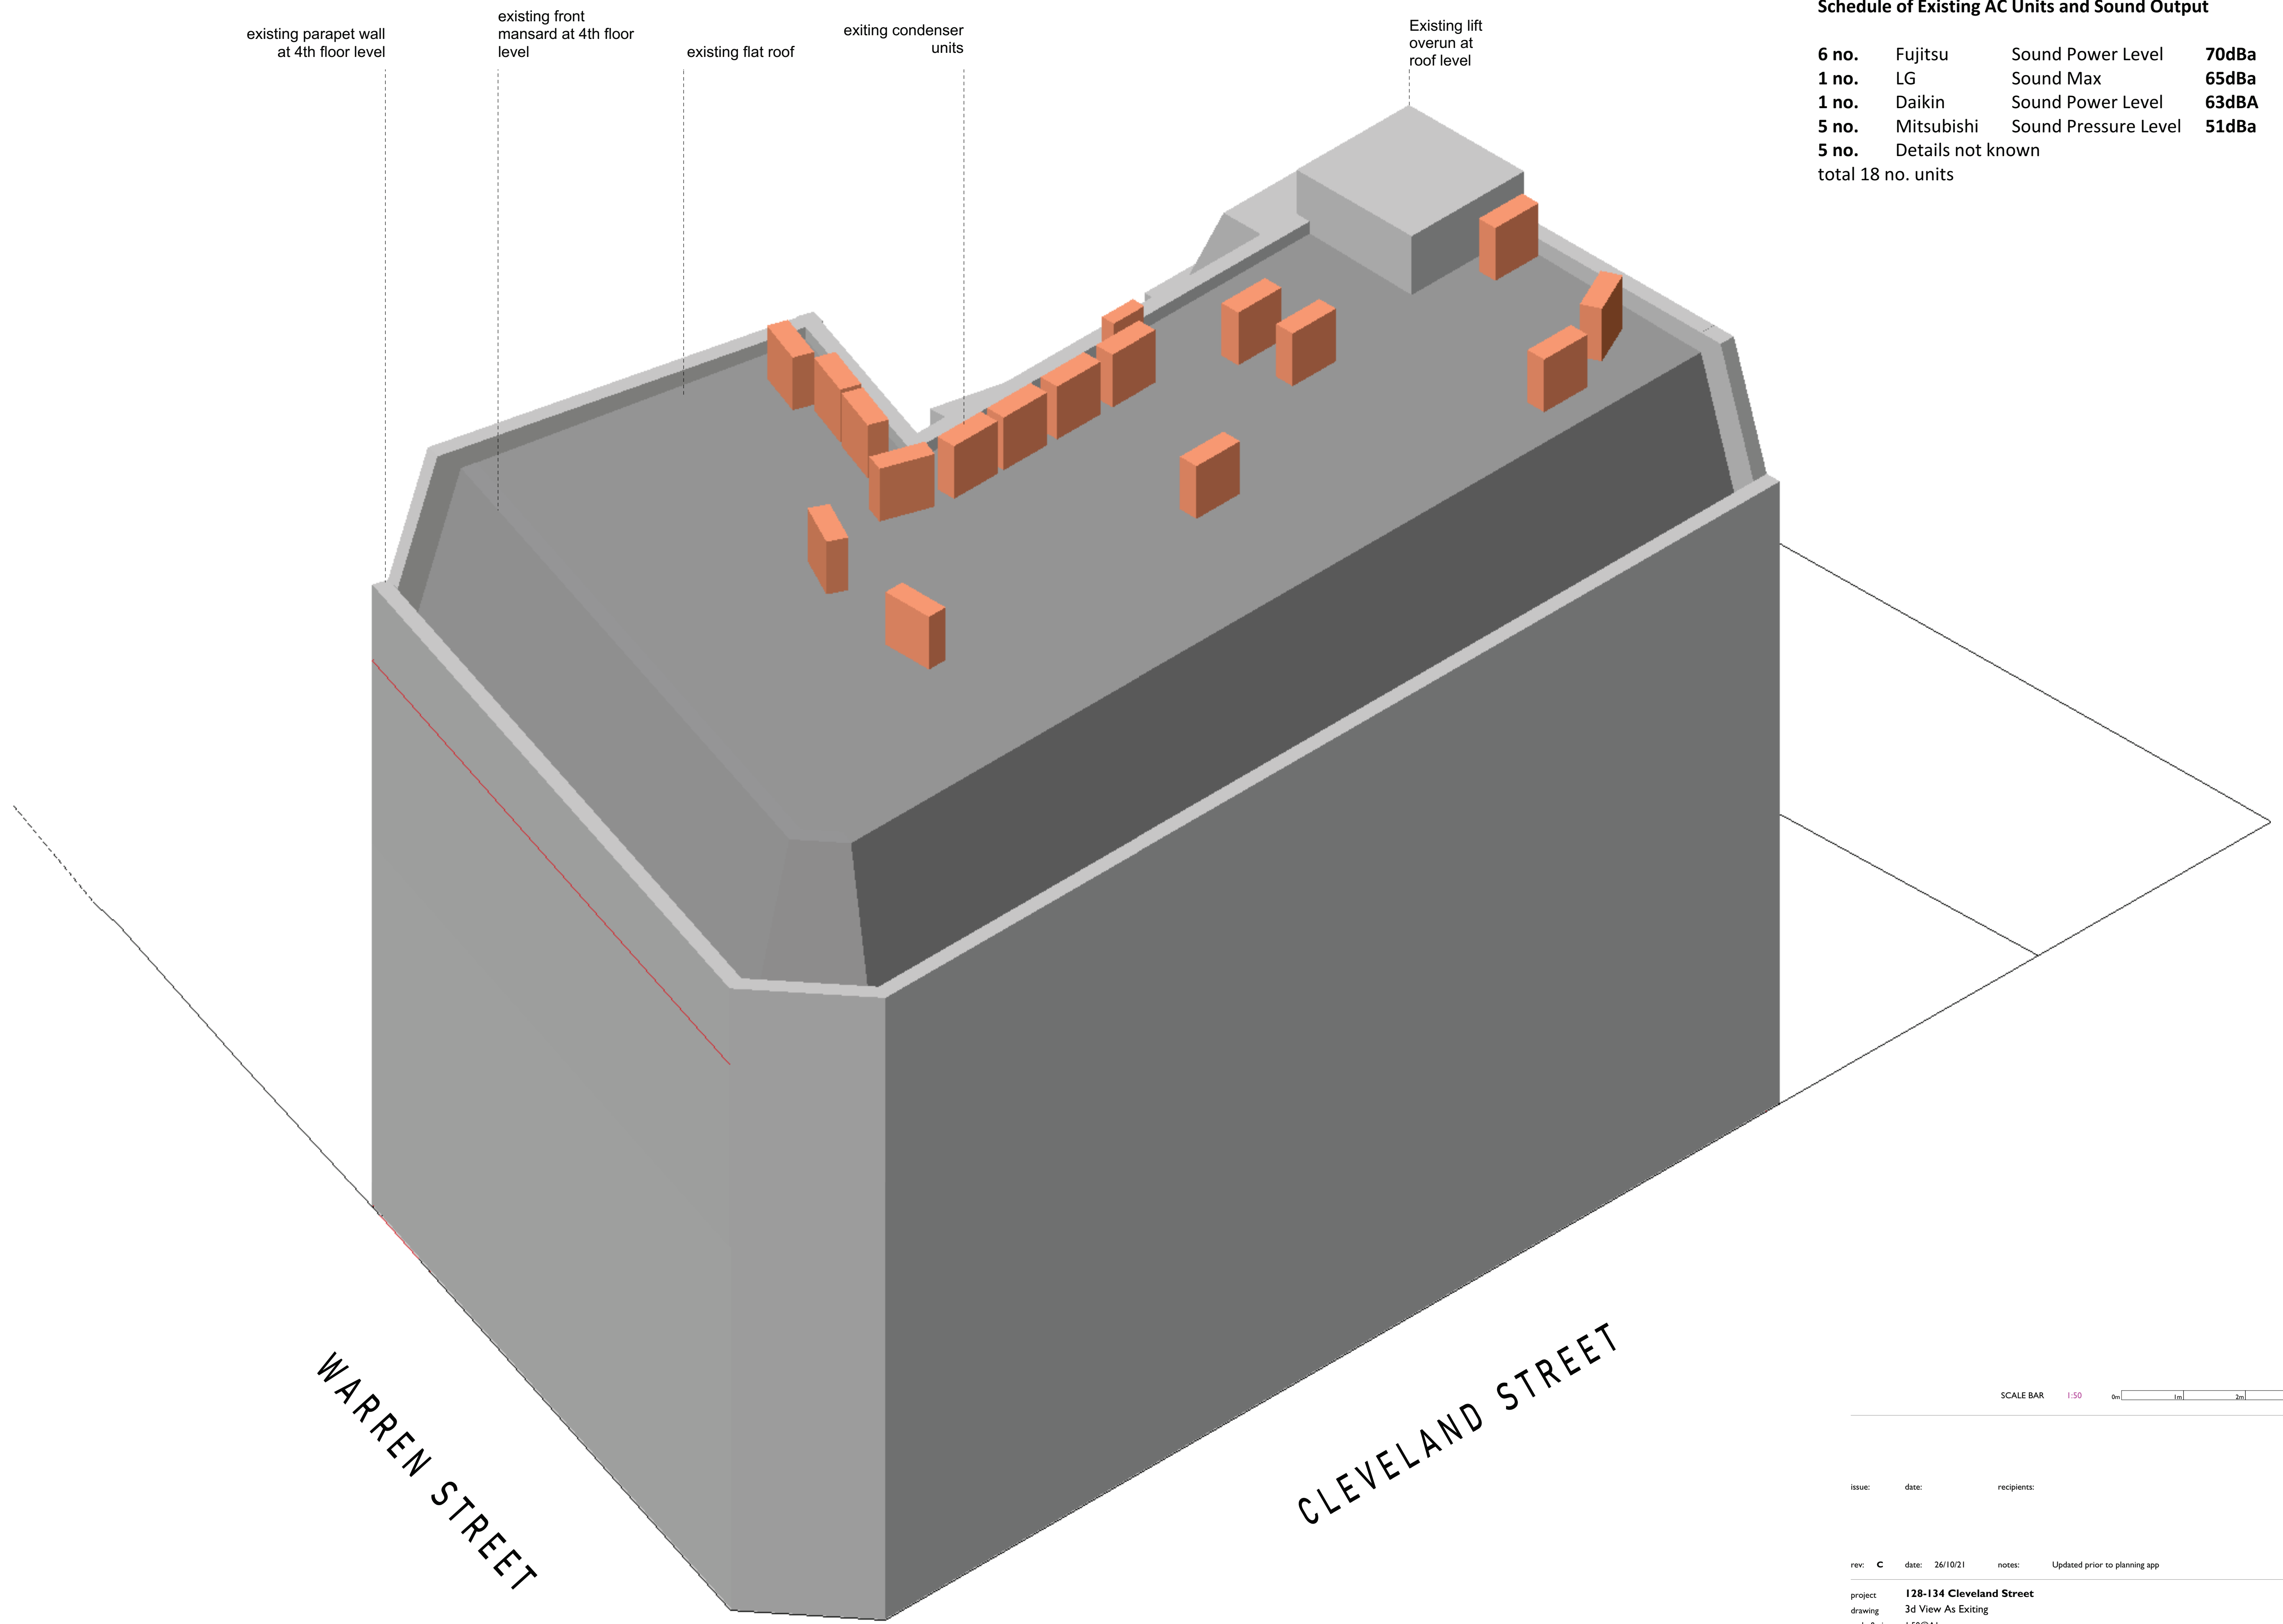 existing parapet wall
at 4th floor level
existing front
mansard at 4th floor
level
existing flat roof
exiting condenser
units
Existing lift
overun at
roof level
Schedule of Existing AC Units and Sound Output
6 no. Fujitsu Sound Power Level 70dBa
1 no. LG Sound Max 65dBa
1 no. Daikin Sound Power Level 63dBA
5 no. Mitsubishi Sound Pressure Level 51dBa
5 no. Details not known
total 18 no. units
WARREN STREET
CLEVELAND STREET
SCALE BAR 1:50 0m 1m 2m
issue: date: recipients:
rev: C date: 26/10/21 notes: Updated prior to planning app
project 128-134 Cleveland Street
drawing 3d View As Exiting